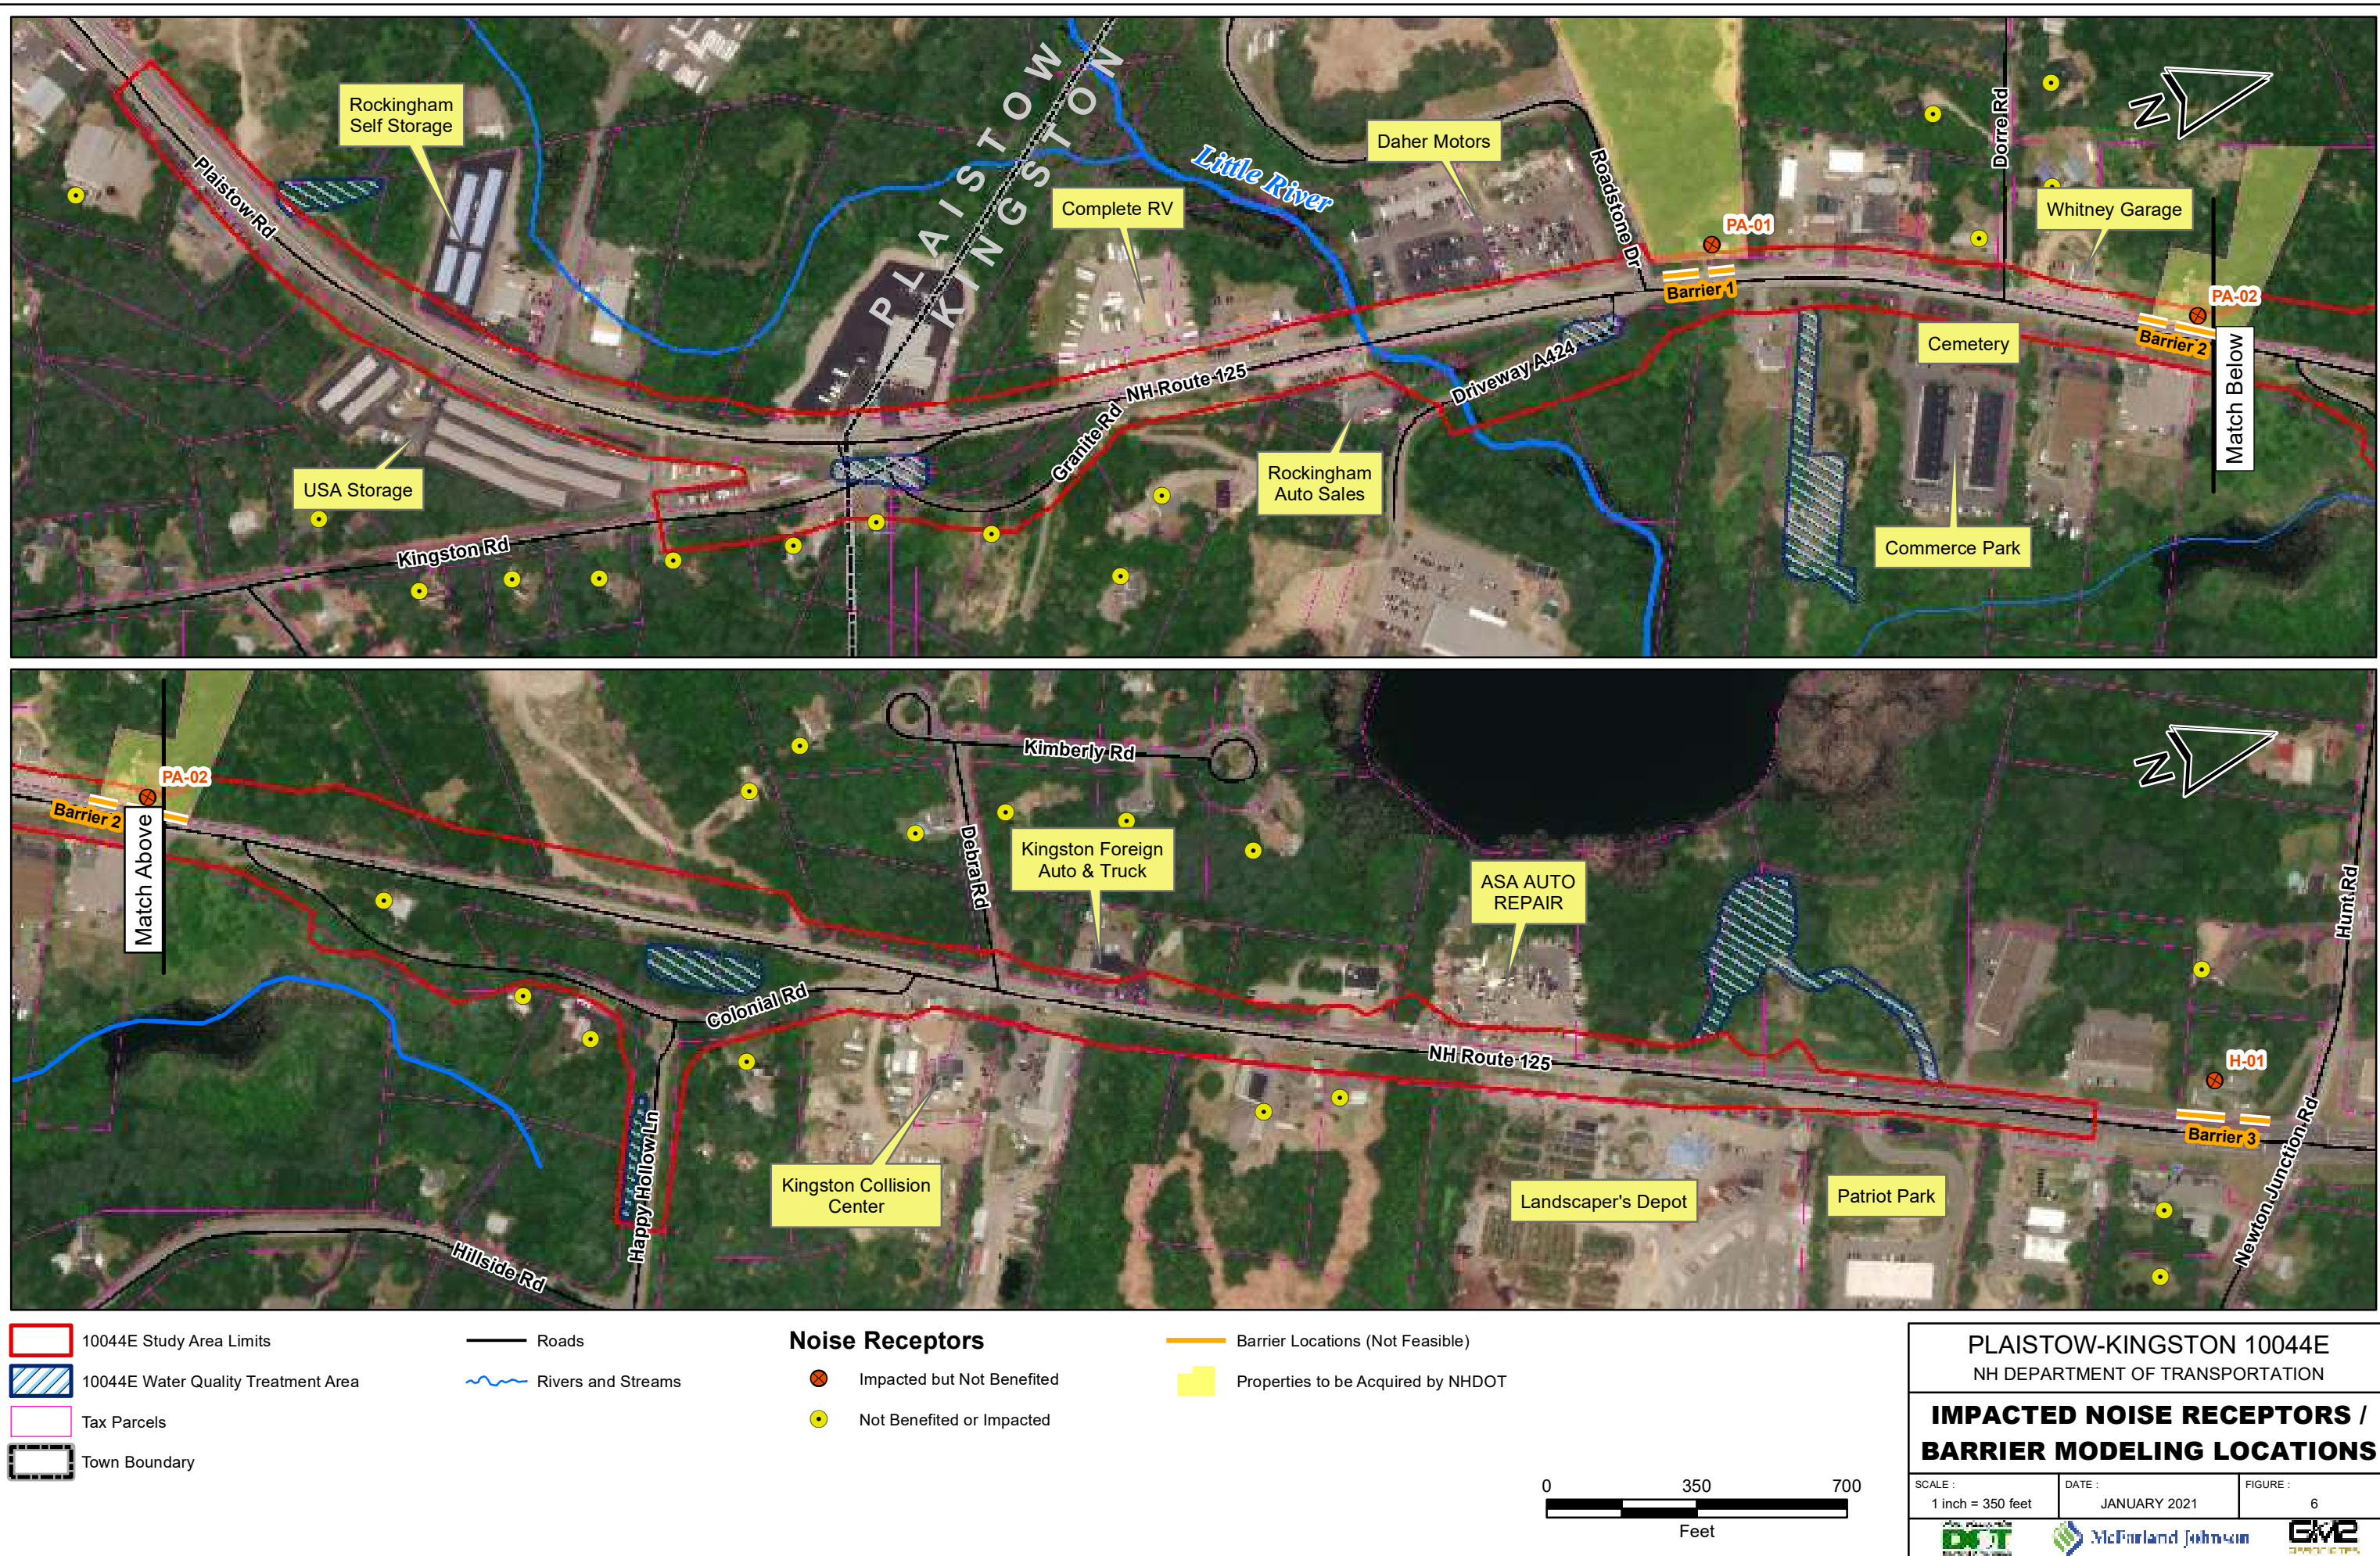 Rockingham
Self Storage
Plaistow Rd
USA Storage
Kingston Rd
PLAISTOW
KINGSTON
Complete RV
Little River
Daher Motors
Roadstone Dr
PA-01
Barrier 1
Dorre Rd
N
Whitney Garage
PA-02
Barrier 2
Match Below
Cemetery
NH Route 125
Granite Rd
Driveway A424
Rockingham
Auto Sales
Commerce Park
PA-02
Barrier 2
Match Above
Kimberly Rd
Debra Rd
Kingston Foreign
Auto & Truck
ASA AUTO
REPAIR
N
Hunt Rd
Colonial Rd
NH Route 125
H-01
Barrier 3
Happy Hollow Ln
Hillside Rd
Kingston Collision
Center
Landscaper's Depot
Patriot Park
Newton Junction Rd
10044E Study Area Limits
10044E Water Quality Treatment Area
Tax Parcels
Town Boundary
Roads
Rivers and Streams
Noise Receptors
Impacted but Not Benefited
Not Benefited or Impacted
Barrier Locations (Not Feasible)
Properties to be Acquired by NHDOT
0 350 700
Feet
PLAISTOW-KINGSTON 10044E
NH DEPARTMENT OF TRANSPORTATION
IMPACTED NOISE RECEPTORS /
BARRIER MODELING LOCATIONS
SCALE :
1 inch = 350 feet
DATE :
JANUARY 2021
FIGURE :
6
DOT
McFarland Johnson
GM2
ASSOCIATES